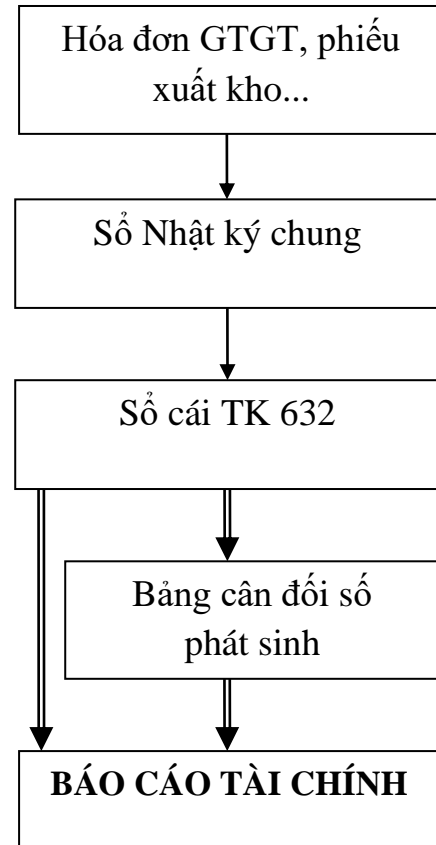 Hóa đơn GTGT, phiếu
xuất kho...
Sổ Nhật ký chung
Sổ cái TK 632
Bảng cân đối số
phát sinh
BÁO CÁO TÀI CHÍNH